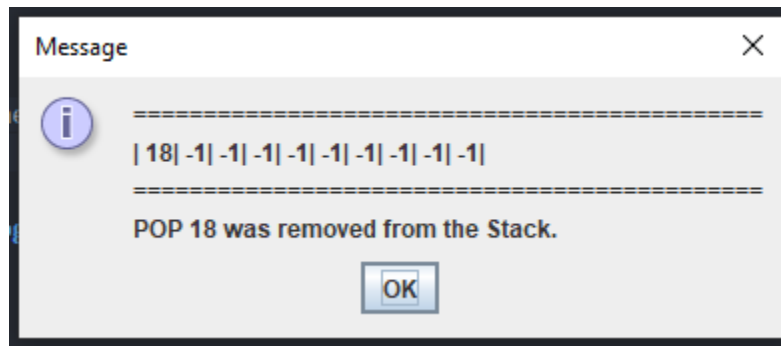 Message
=============================================
| 18| -1| -1| -1| -1| -1| -1| -1| -1| -1|
=============================================
POP 18 was removed from the Stack.
OK